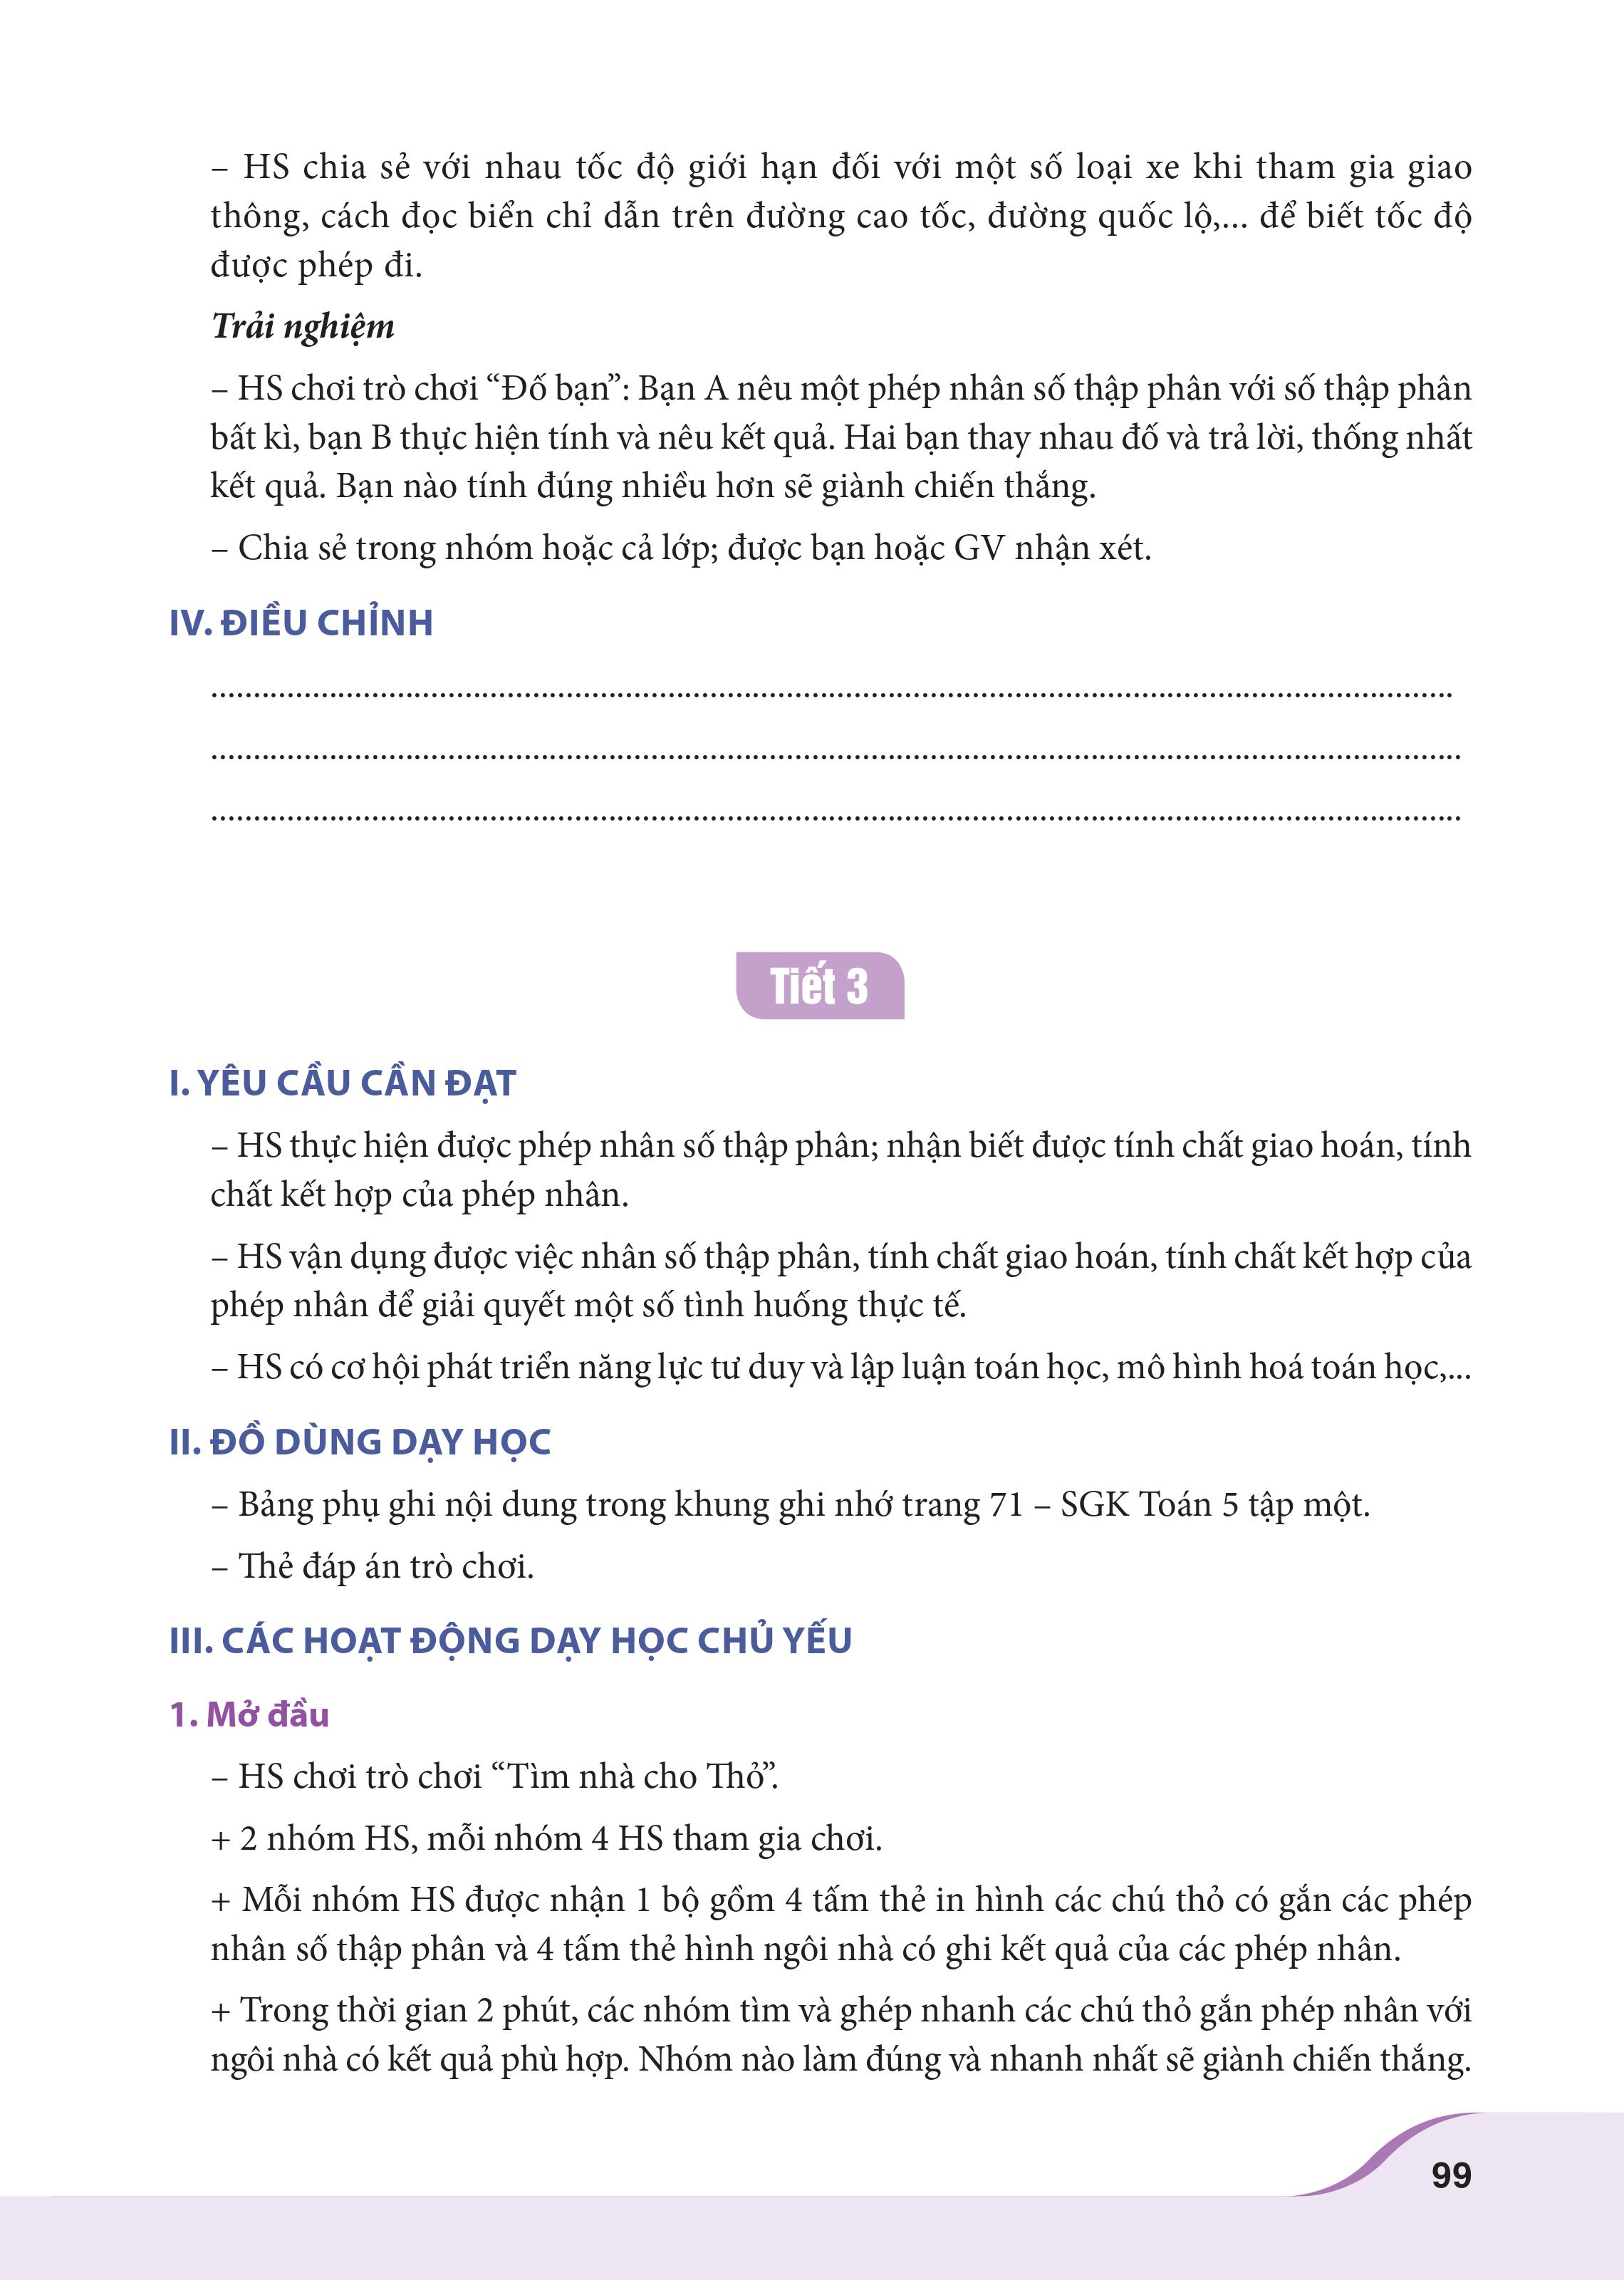 – HS chia sẻ với nhau tốc độ giới hạn đối với một số loại xe khi tham gia giao
thông, cách đọc biển chỉ dẫn trên đường cao tốc, đường quốc lộ,... để biết tốc độ
được phép đi.
Trải nghiệm
– HS chơi trò chơi “Đố bạn”: Bạn A nêu một phép nhân số thập phân với số thập phân
bất kì, bạn B thực hiện tính và nêu kết quả. Hai bạn thay nhau đố và trả lời, thống nhất
kết quả. Bạn nào tính đúng nhiều hơn sẽ giành chiến thắng.
– Chia sẻ trong nhóm hoặc cả lớp; được bạn hoặc GV nhận xét.
IV. ĐIỀU CHỈNH
....................................................................................................................................................
.....................................................................................................................................................
.....................................................................................................................................................
Tiết 3
I. YÊU CẦU CẦN ĐẠT
– HS thực hiện được phép nhân số thập phân; nhận biết được tính chất giao hoán, tính
chất kết hợp của phép nhân.
– HS vận dụng được việc nhân số thập phân, tính chất giao hoán, tính chất kết hợp của
phép nhân để giải quyết một số tình huống thực tế.
– HS có cơ hội phát triển năng lực tư duy và lập luận toán học, mô hình hoá toán học,...
II. ĐỒ DÙNG DẠY HỌC
– Bảng phụ ghi nội dung trong khung ghi nhớ trang 71 – SGK Toán 5 tập một.
– Thẻ đáp án trò chơi.
III. CÁC HOẠT ĐỘNG DẠY HỌC CHỦ YẾU
1. Mở đầu
– HS chơi trò chơi “Tìm nhà cho Thỏ”.
+ 2 nhóm HS, mỗi nhóm 4 HS tham gia chơi.
+ Mỗi nhóm HS được nhận 1 bộ gồm 4 tấm thẻ in hình các chú thỏ có gắn các phép
nhân số thập phân và 4 tấm thẻ hình ngôi nhà có ghi kết quả của các phép nhân.
+ Trong thời gian 2 phút, các nhóm tìm và ghép nhanh các chú thỏ gắn phép nhân với
ngôi nhà có kết quả phù hợp. Nhóm nào làm đúng và nhanh nhất sẽ giành chiến thắng.
99